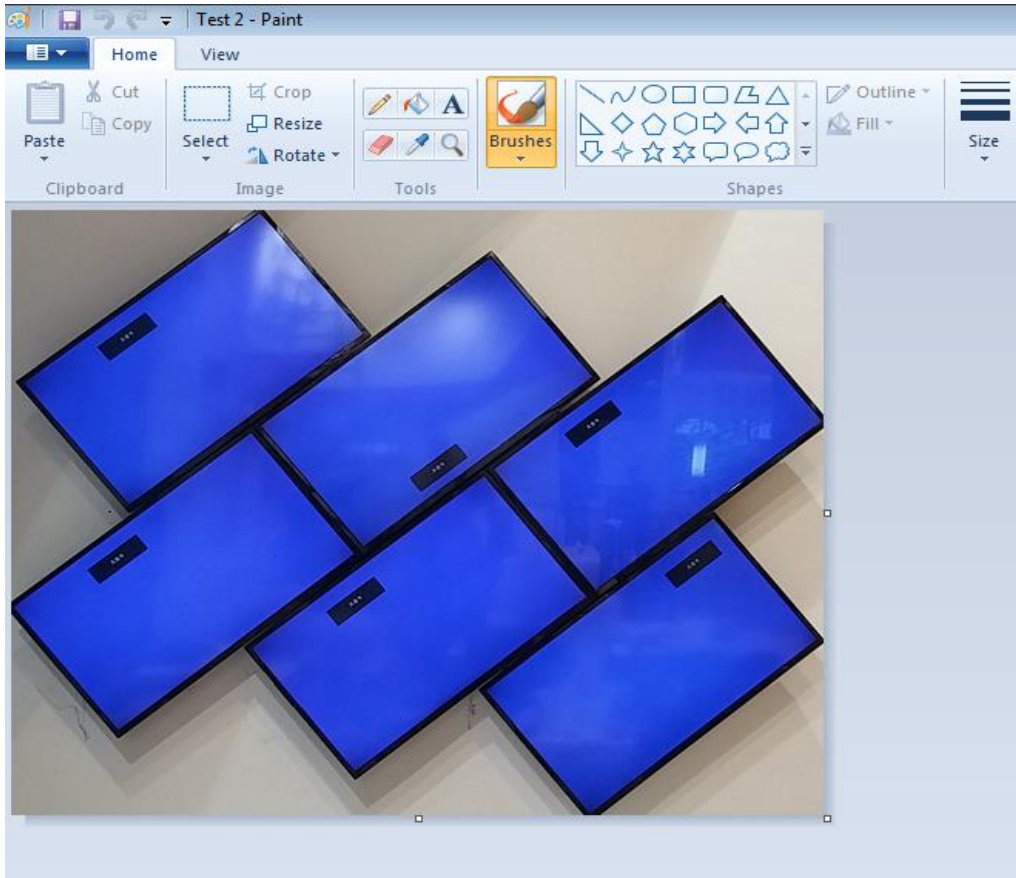 Test 2 - Paint
Home View
Paste
Cut
Copy
Clipboard
Select
Crop
Resize
Rotate
Image
A
Tools
Brushes
Shapes
Outline
Fill
Size